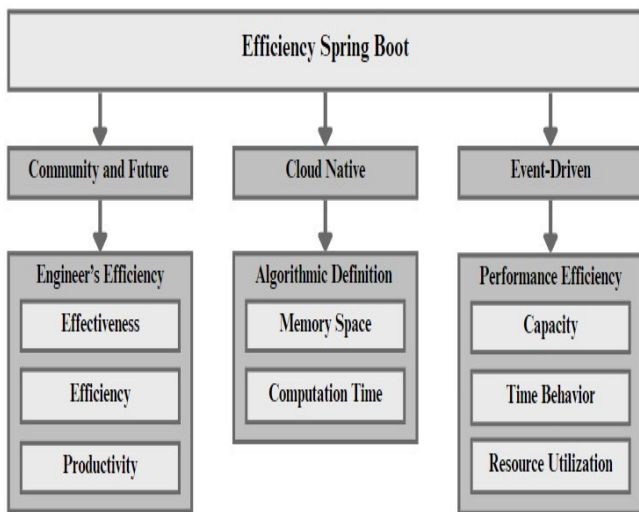 Efficiency Spring Boot
Community and Future
Cloud Native
Event-Driven
Engineer's Efficiency
Effectiveness
Efficiency
Productivity
Algorithmic Definition
Memory Space
Computation Time
Performance Efficiency
Capacity
Time Behavior
Resource Utilization